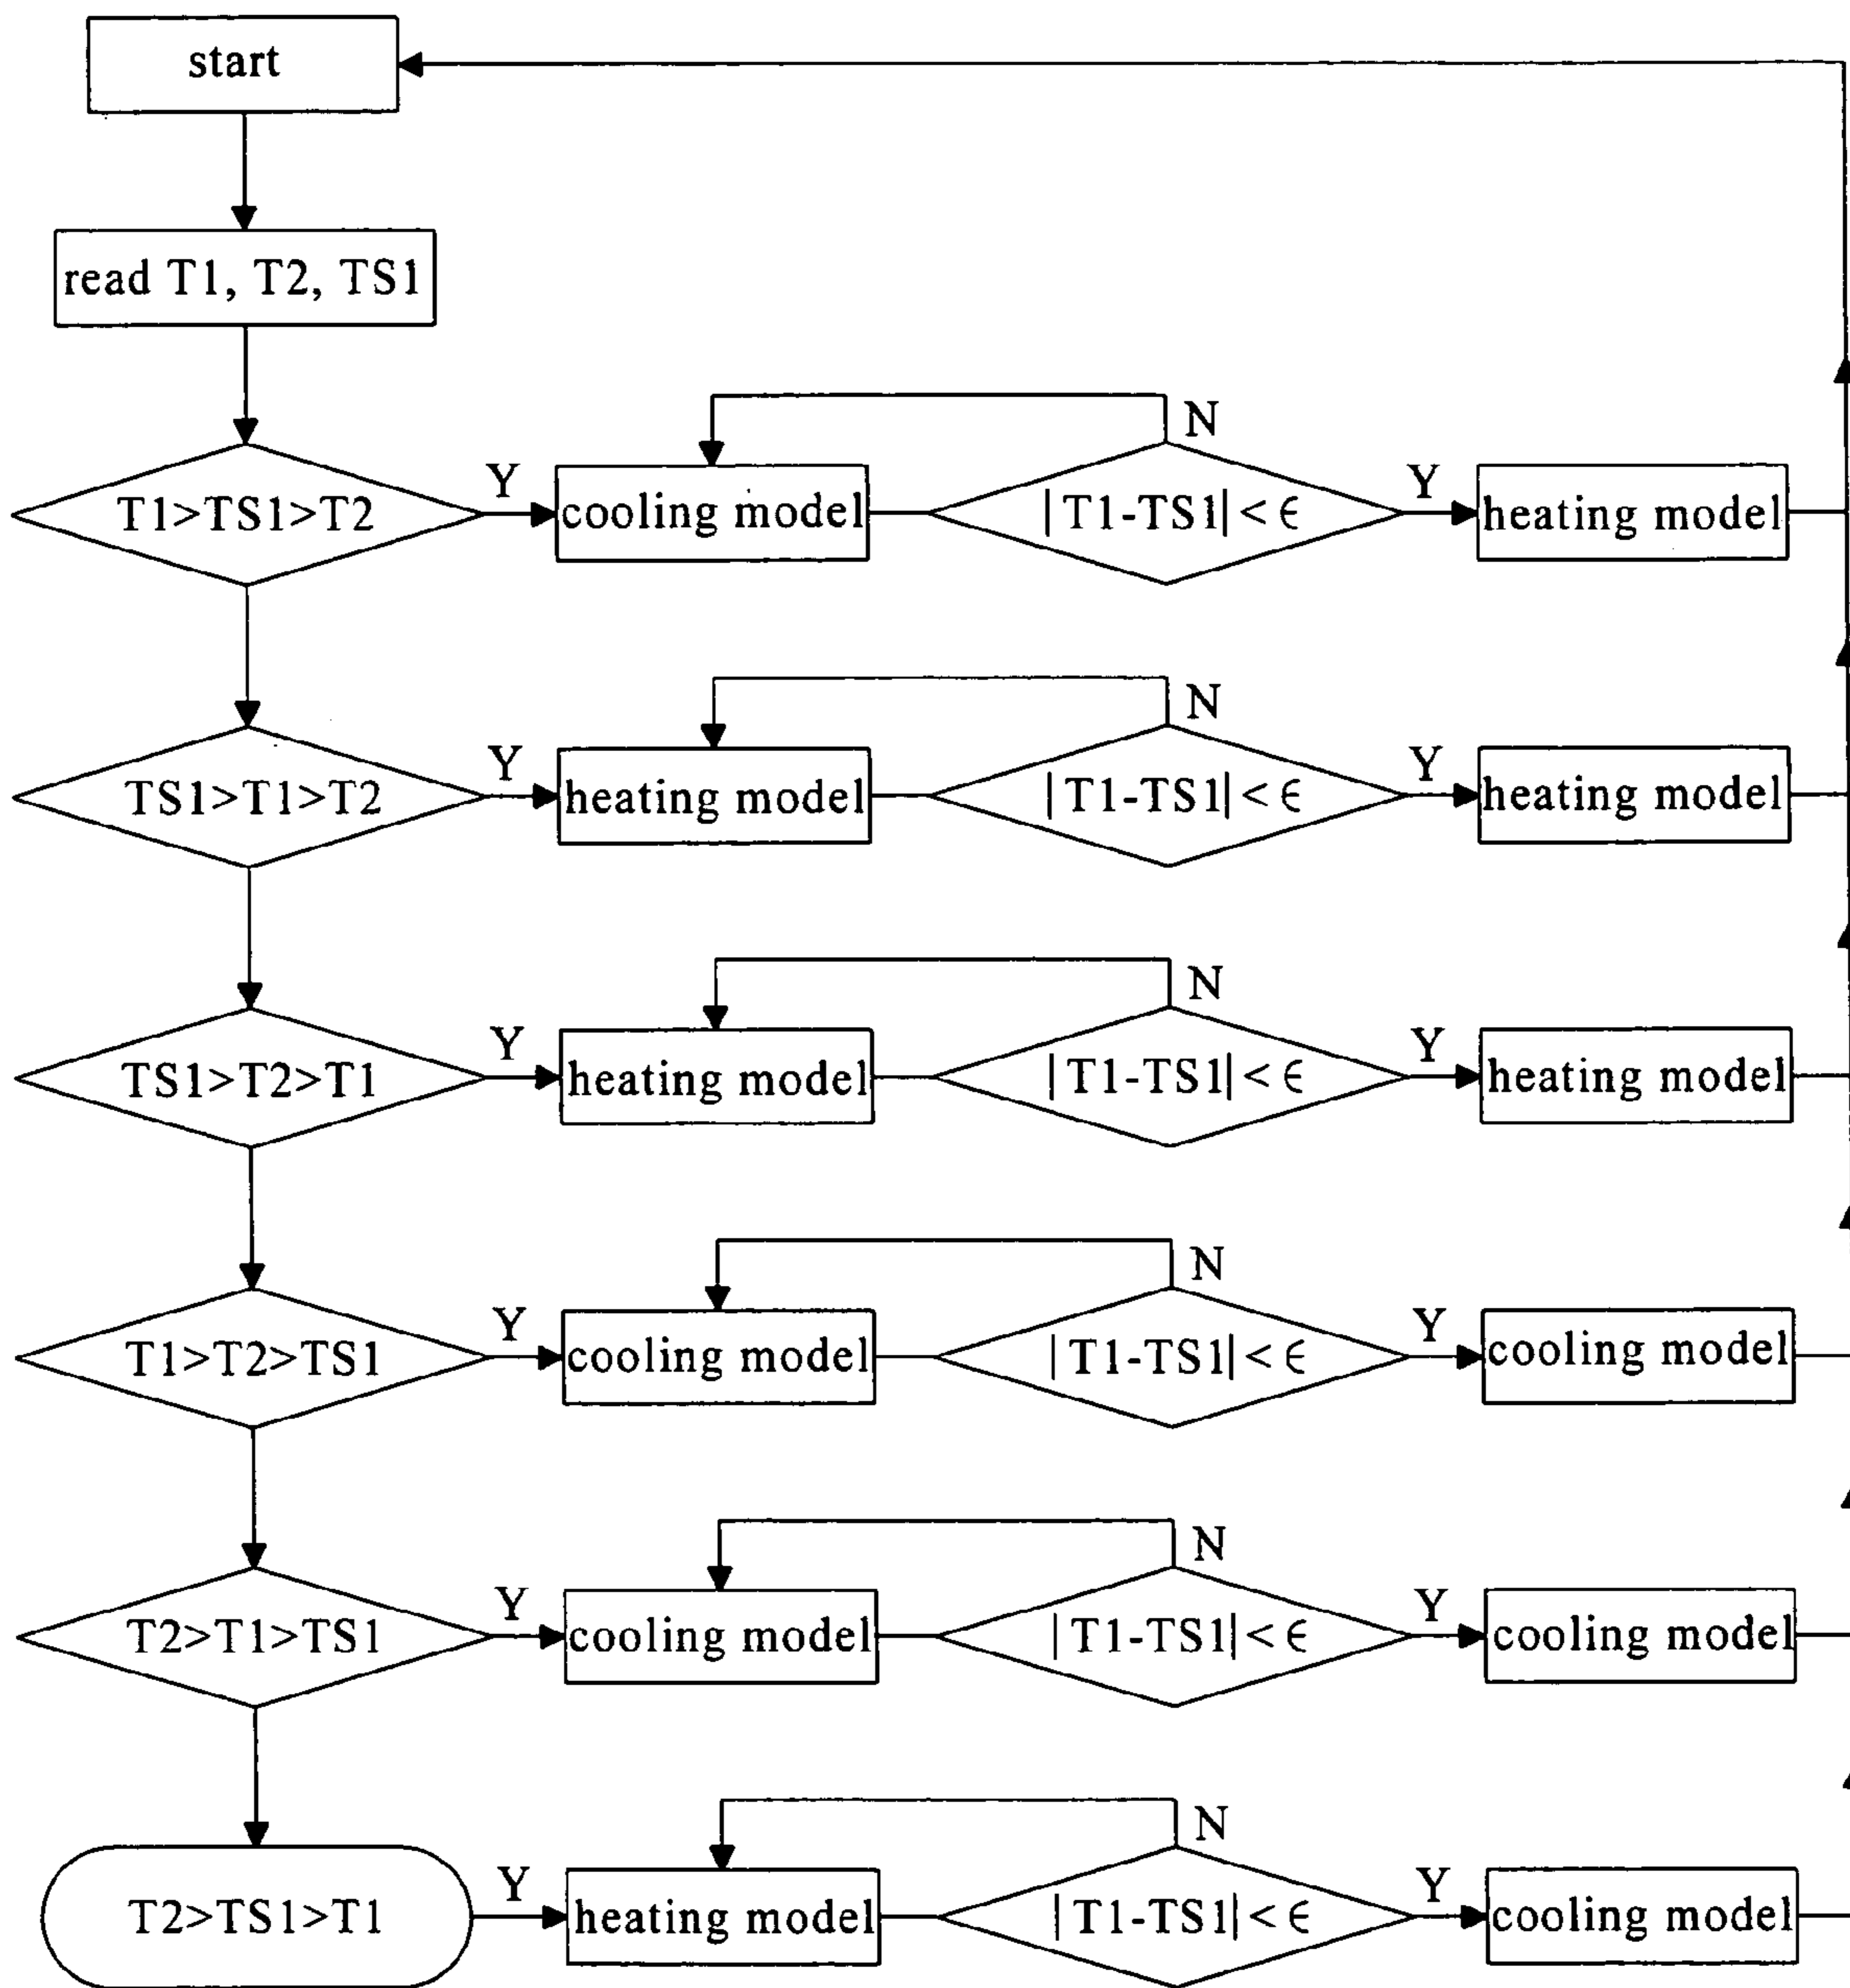 start
read T1, T2, TS1
N
T1>TS1>T2
Y
cooling model
|T1-TS1|<ϵ
Y
heating model
N
TS1>T1>T2
Y
heating model
|T1-TS1|<ϵ
Y
heating model
N
TS1>T2>T1
Y
heating model
|T1-TS1|<ϵ
Y
heating model
N
T1>T2>TS1
Y
cooling model
|T1-TS1|<ϵ
Y
cooling model
N
T2>T1>TS1
Y
cooling model
|T1-TS1|<ϵ
Y
cooling model
N
T2>TS1>T1
Y
heating model
|T1-TS1|<ϵ
Y
cooling model